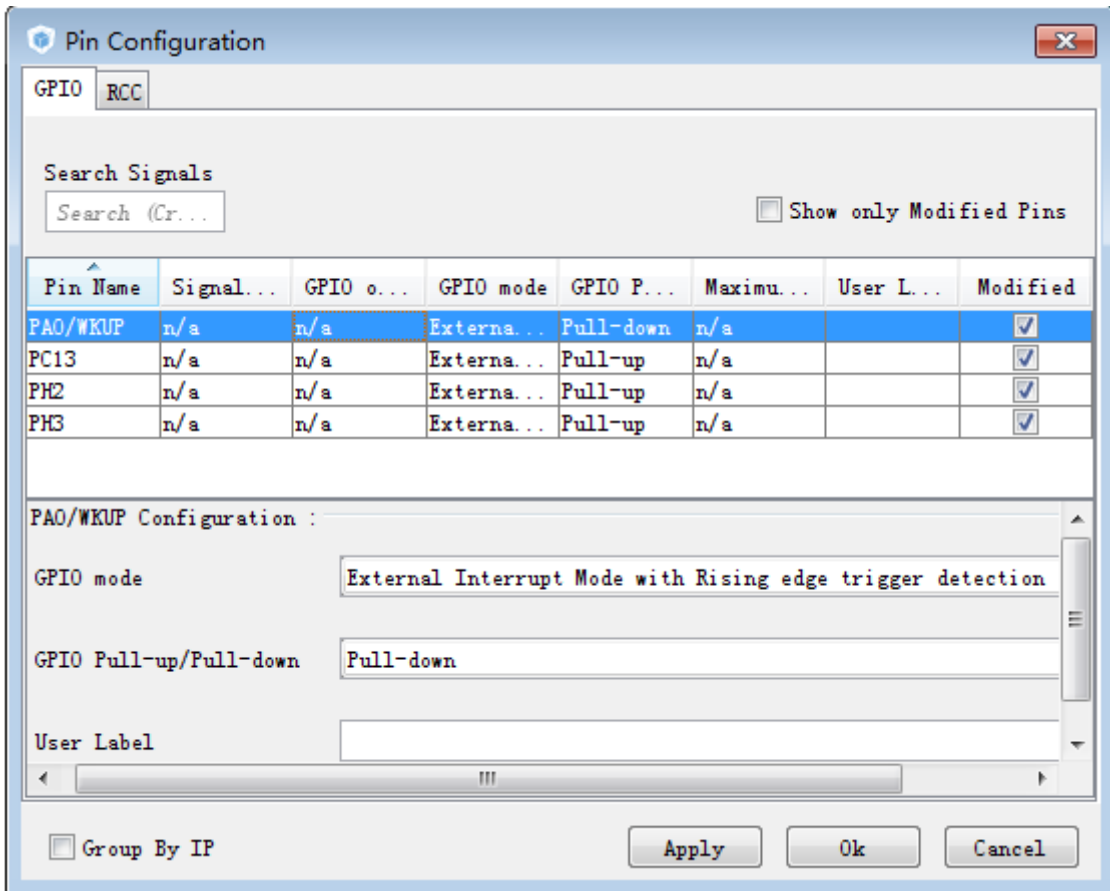 Pin Configuration
GPIO RCC
Search Signals
Search (Cr...
Show only Modified Pins
Pin Name Signal... GPIO o... GPIO mode GPIO P... Maximu... User L... Modified
PA0/WKUP n/a n/a Externa... Pull-down n/a
PC13 n/a n/a Externa... Pull-up n/a
PH2 n/a n/a Externa... Pull-up n/a
PH3 n/a n/a Externa... Pull-up n/a
PA0/WKUP Configuration :
GPIO mode External Interrupt Mode with Rising edge trigger detection
GPIO Pull-up/Pull-down Pull-down
User Label
Group By IP Apply Ok Cancel